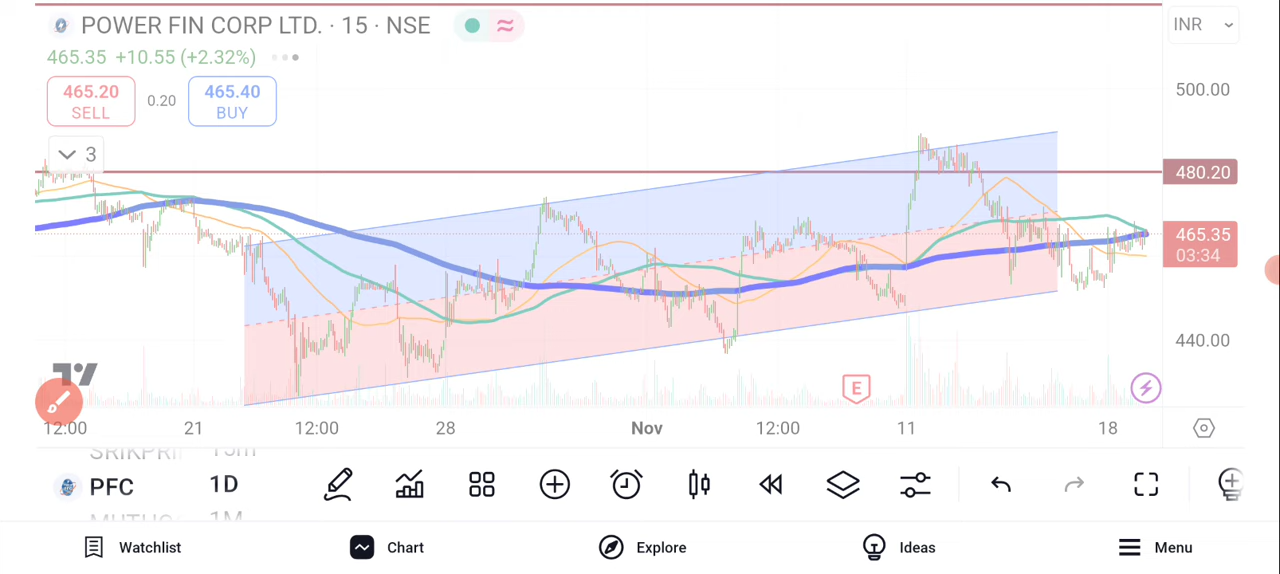 POWER FIN CORP LTD. · 15 · NSE
INR
465.35 +10.55 (+2.32%)
465.20
SELL
0.20
465.40
BUY
3
500.00
480.20
465.35
03:34
440.00
E
12:00 21 12:00 28 Nov 12:00 11 18
15m
PFC 1D
1M
Watchlist Chart Explore Ideas Menu